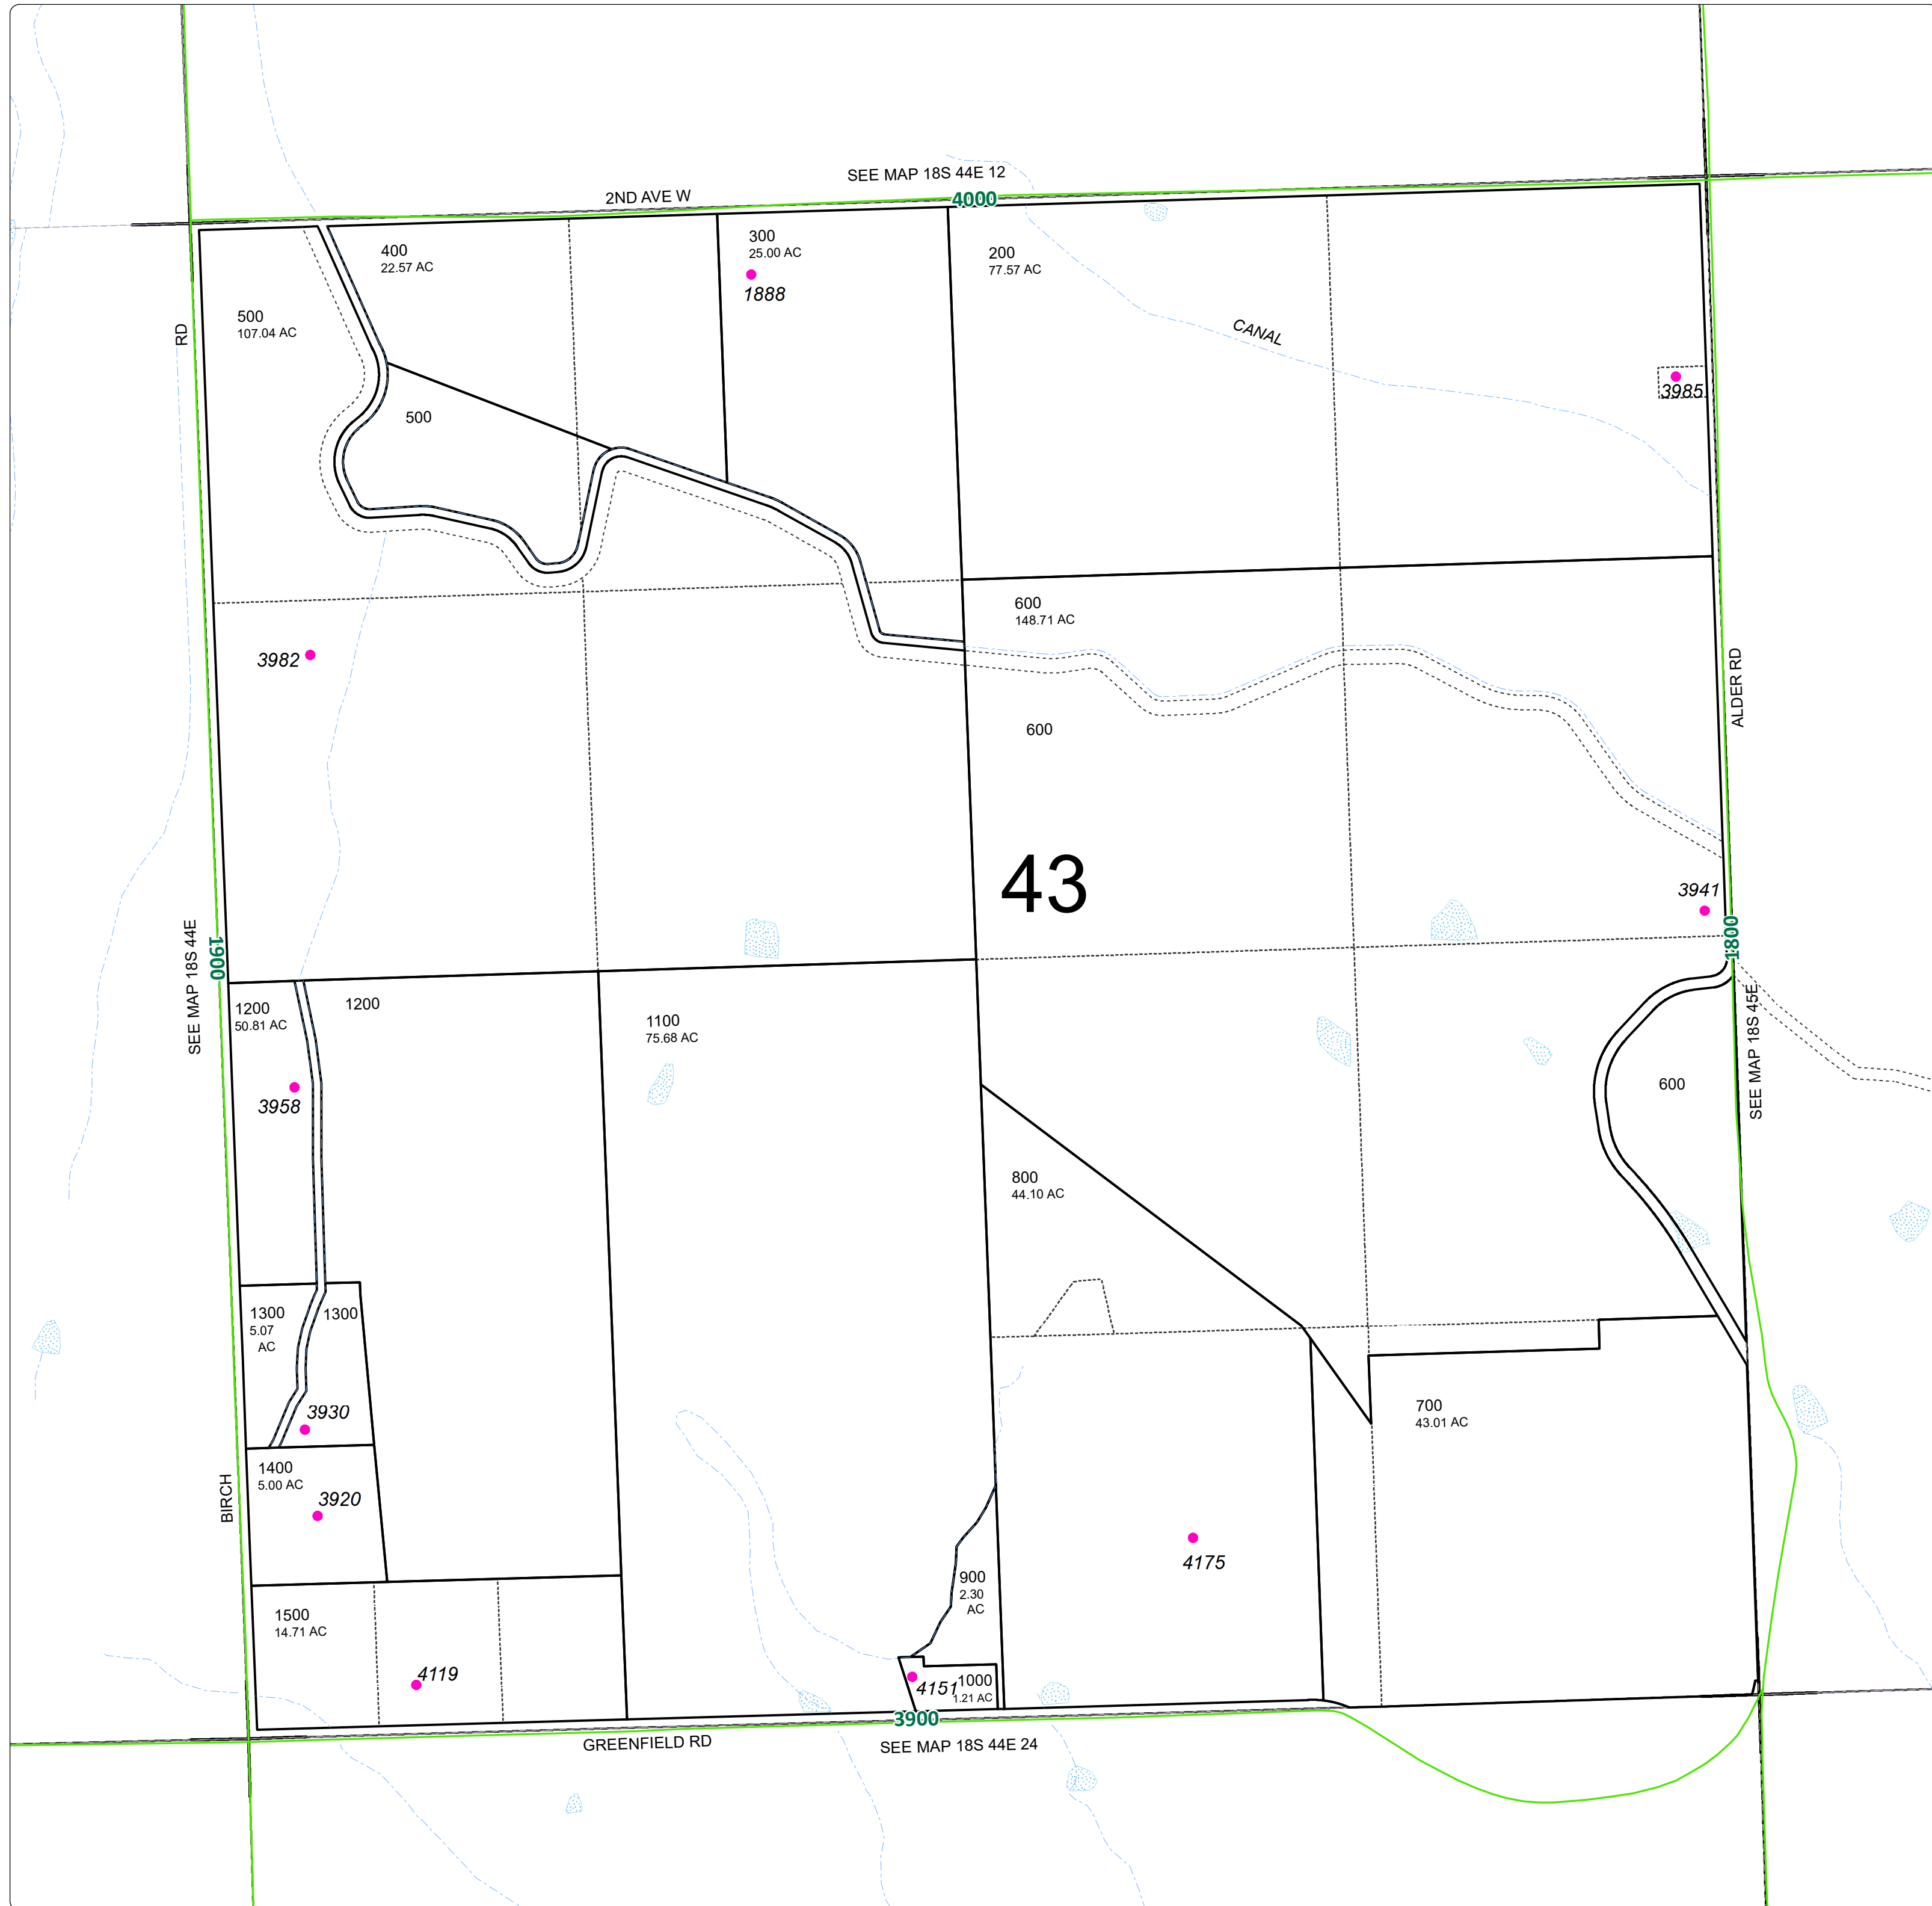 SEE MAP 18S 44E 12
2ND AVE W
4000
400
22.57 AC
300
25.00 AC
1888
200
77.57 AC
500
107.04 AC
RD
CANAL
3985
500
600
148.71 AC
3982
ALDER RD
600
43
3941
SEE MAP 18S 44E
1900
1800
1200
50.81 AC
1200
1100
75.68 AC
SEE MAP 18S 45E
600
3958
800
44.10 AC
1300
5.07
AC
1300
3930
700
43.01 AC
1400
5.00 AC
3920
BIRCH
4175
900
2.30
AC
1500
14.71 AC
4119
4151
1000
1.21 AC
3900
GREENFIELD RD
SEE MAP 18S 44E 24